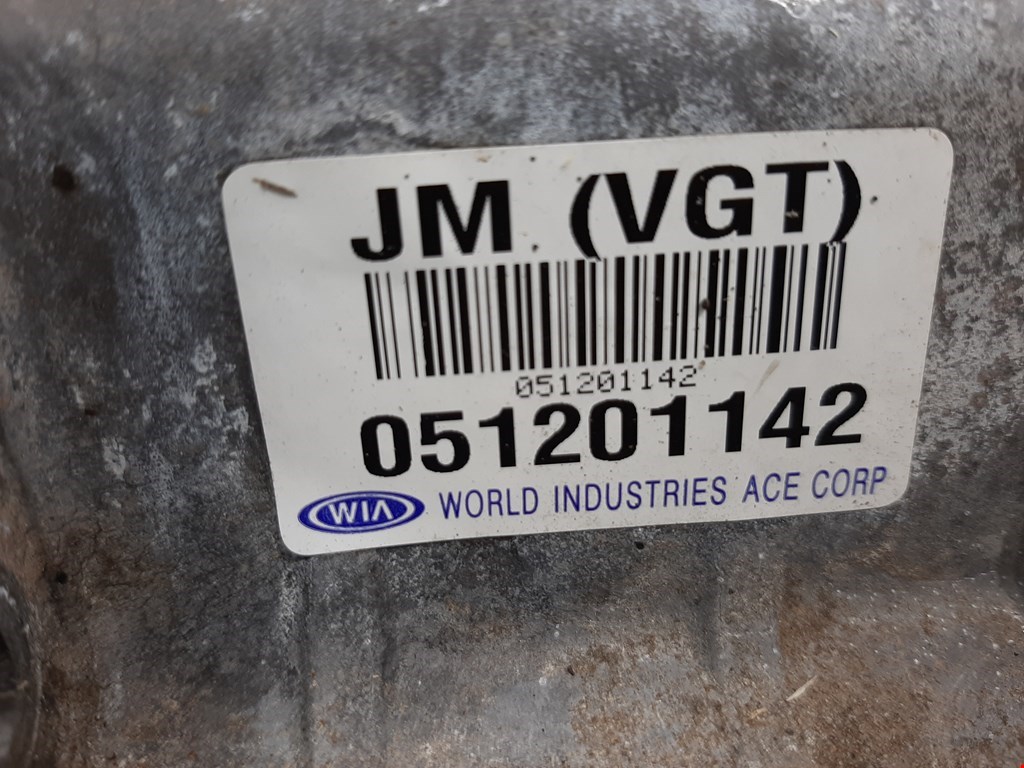 JM (VGT)
051201142
051201142
WIA WORLD INDUSTRIES ACE CORP